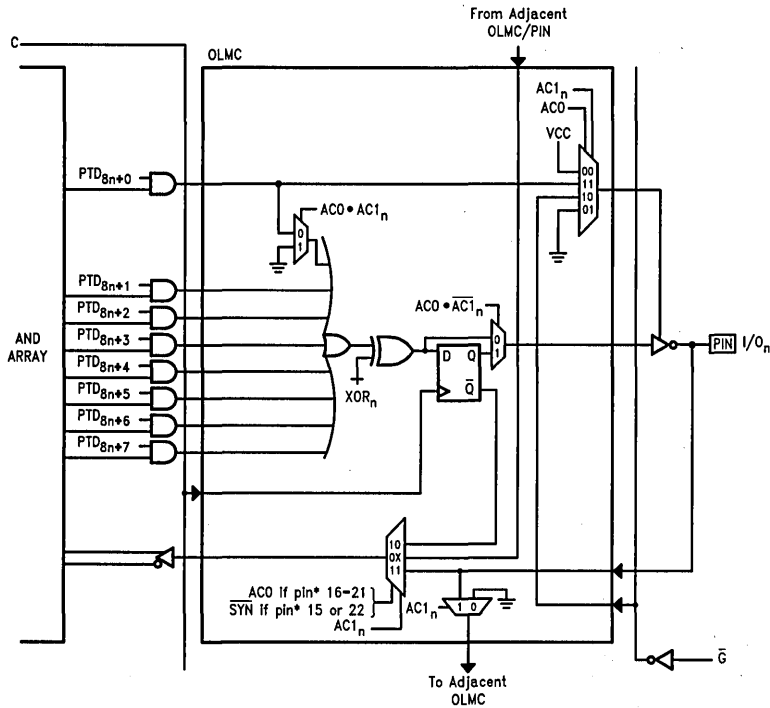 From Adjacent
OLMC/PIN
C
OLMC
AC1n
AC0
VCC
00
11
10
01
PTD8n+0
AC0 • AC1n
0
1
PTD8n+1
PTD8n+2
PTD8n+3
PTD8n+4
PTD8n+5
PTD8n+6
PTD8n+7
AND
ARRAY
AC0 • A̅C̅1̅n
0
1
D Q
Q̅
XORn
PIN I/On
10
0X
11
AC0 if pin* 16-21
S̅Y̅N̅ if pin* 15 or 22
AC1n
AC1n
1 0
G̅
To Adjacent
OLMC